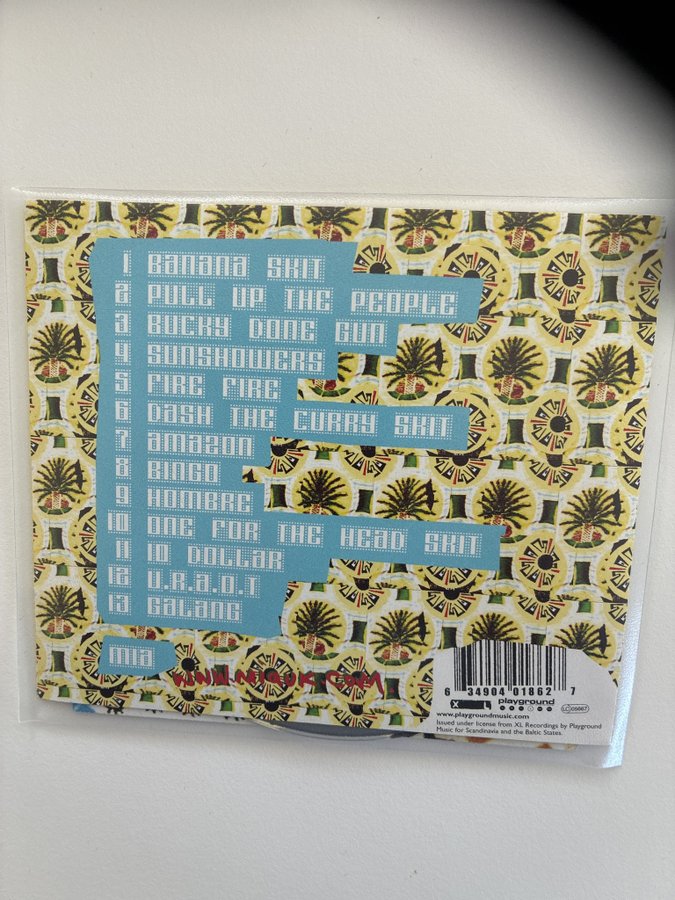 1 BANANA SKIT
2 PULL UP THE PEOPLE
3 BUCKY DONE GUN
4 SUNSHOWERS
5 FIRE FIRE
6 DASH THE CURRY SKIT
7 AMAZON
8 BINGO
9 HOMBRE
10 ONE FOR THE HEAD SKIT
11 10 DOLLAR
12 U.R.A.Q.T
13 GALANG
MIA
WWW.MIAUK.COM
6 34904 01862 7
XL playground LC 05667
www.playgroundmusic.com
Issued under license from XL Recordings by Playground
Music for Scandinavia and the Baltic States.